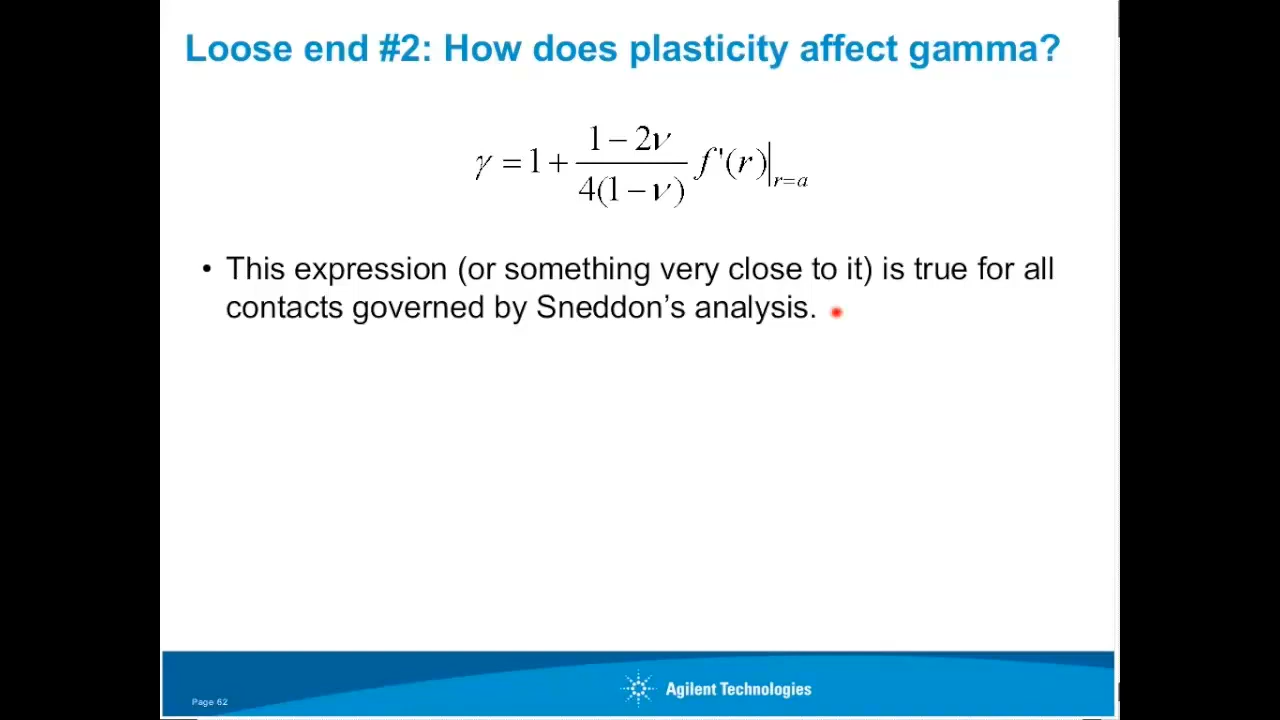 Loose end #2: How does plasticity affect gamma?
γ = 1 + \frac{1 − 2ν}{4(1 − ν)} f'(r)|_{r=a}
• This expression (or something very close to it) is true for all
contacts governed by Sneddon’s analysis.
Page 62
Agilent Technologies